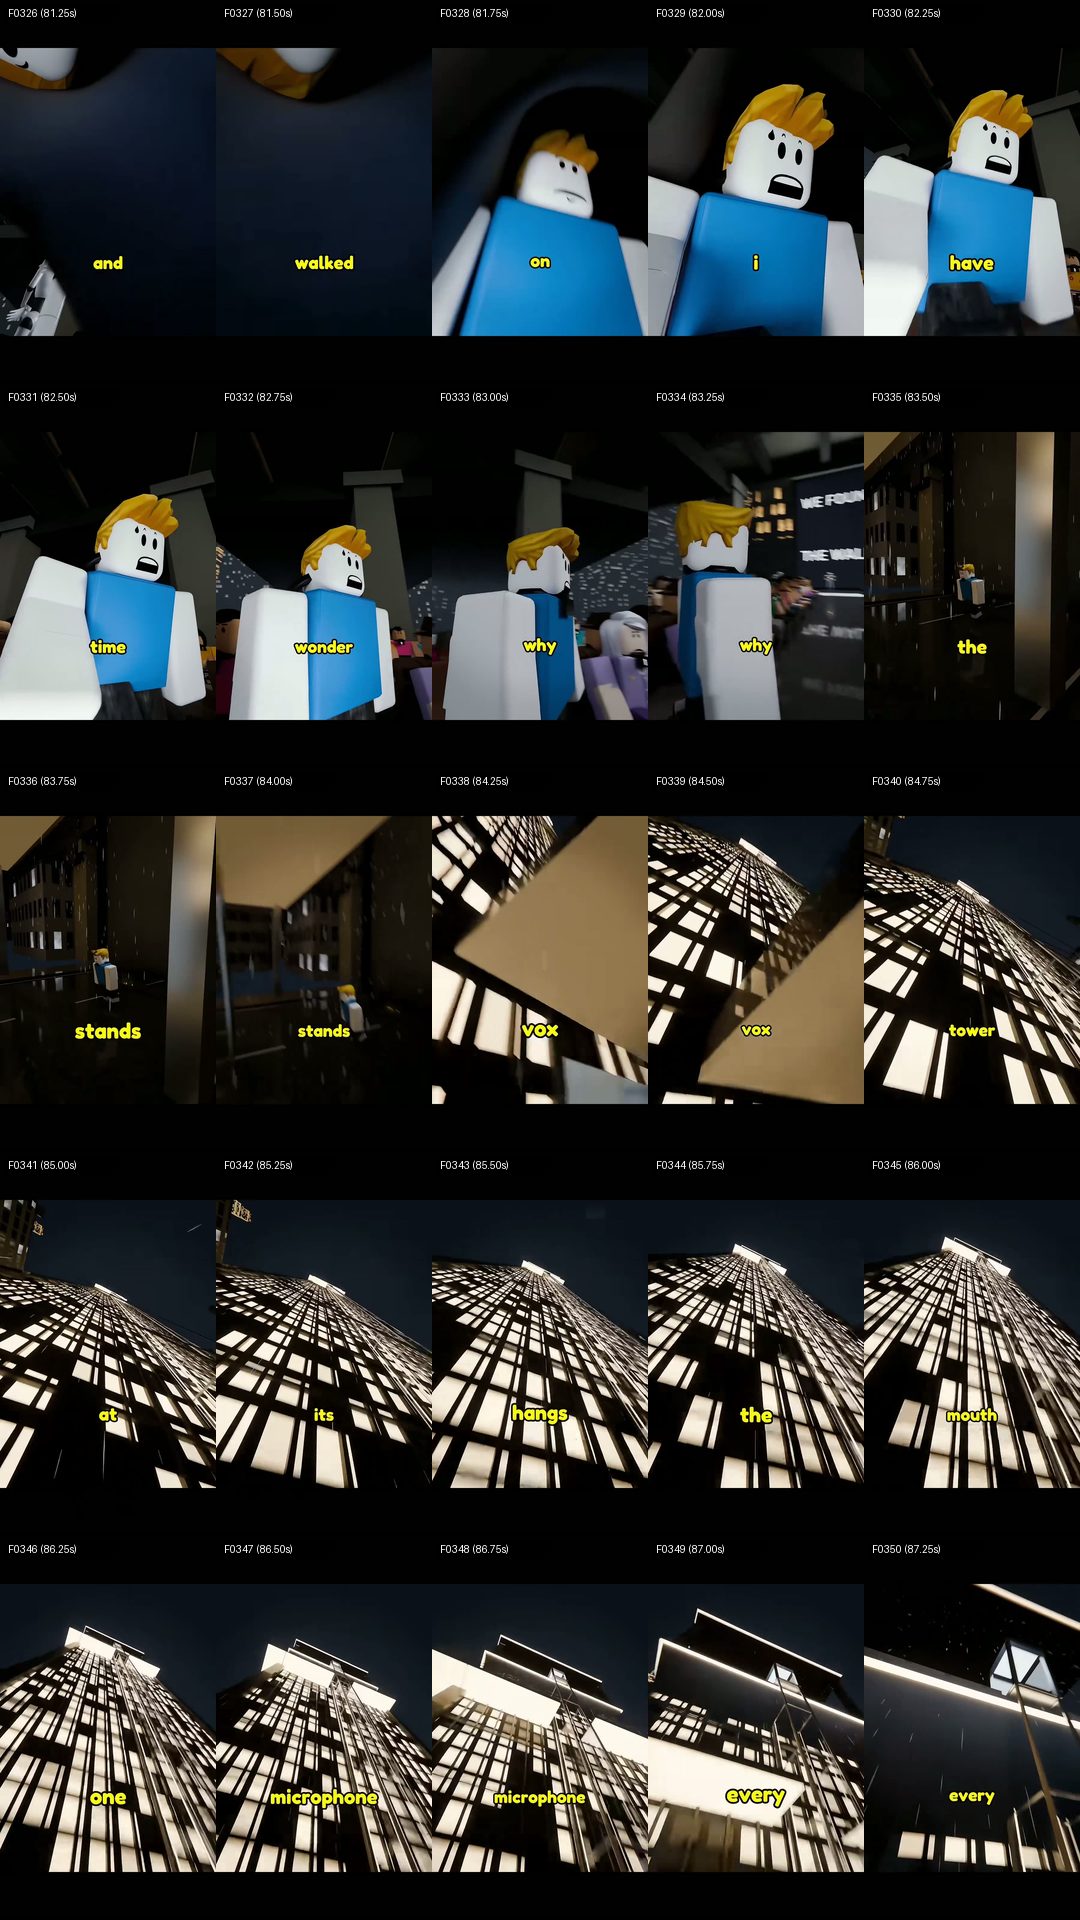 F0326 (81.25s)
F0327 (81.50s)
F0328 (81.75s)
F0329 (82.00s)
F0330 (82.25s)
and
walked
on
i
have
F0331 (82.50s)
F0332 (82.75s)
F0333 (83.00s)
F0334 (83.25s)
F0335 (83.50s)
WE FOUN
THE WAL
time
wonder
why
why
the
F0336 (83.75s)
F0337 (84.00s)
F0338 (84.25s)
F0339 (84.50s)
F0340 (84.75s)
stands
stands
vox
vox
tower
F0341 (85.00s)
F0342 (85.25s)
F0343 (85.50s)
F0344 (85.75s)
F0345 (86.00s)
at
its
hangs
the
mouth
F0346 (86.25s)
F0347 (86.50s)
F0348 (86.75s)
F0349 (87.00s)
F0350 (87.25s)
one
microphone
microphone
every
every